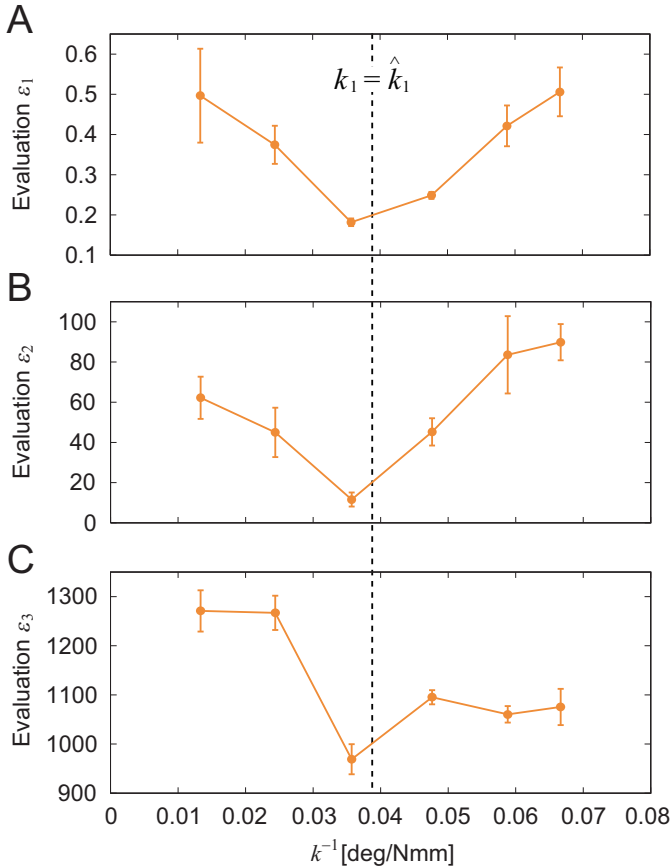 A
Evaluation ε1
0.6
0.5
0.4
0.3
0.2
0.1
k1 = k̂1
B
Evaluation ε2
100
80
60
40
20
0
C
Evaluation ε3
1300
1200
1100
1000
900
0 0.01 0.02 0.03 0.04 0.05 0.06 0.07 0.08
k⁻¹ [deg/Nmm]